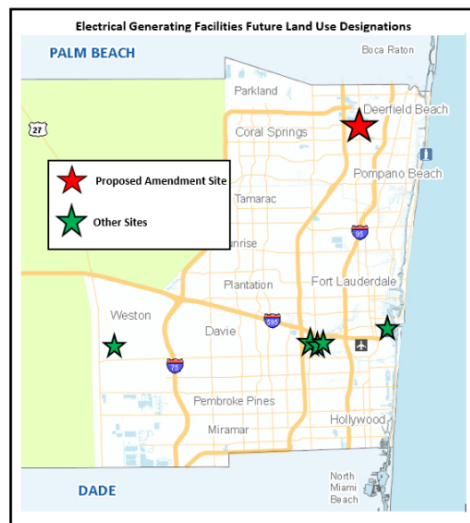 Electrical Generating Facilities Future Land Use Designations
PALM BEACH
Boca Raton
Parkland
Deerfield Beach
27
Coral Springs
Proposed Amendment Site
Pompano Beach
Tamarac
Other Sites
95
unrise
Plantation
Fort Lauderdale
Weston
595
Davie
75
Pembroke Pines
Hollywood
Miramar
North
Miami
Beach
DADE